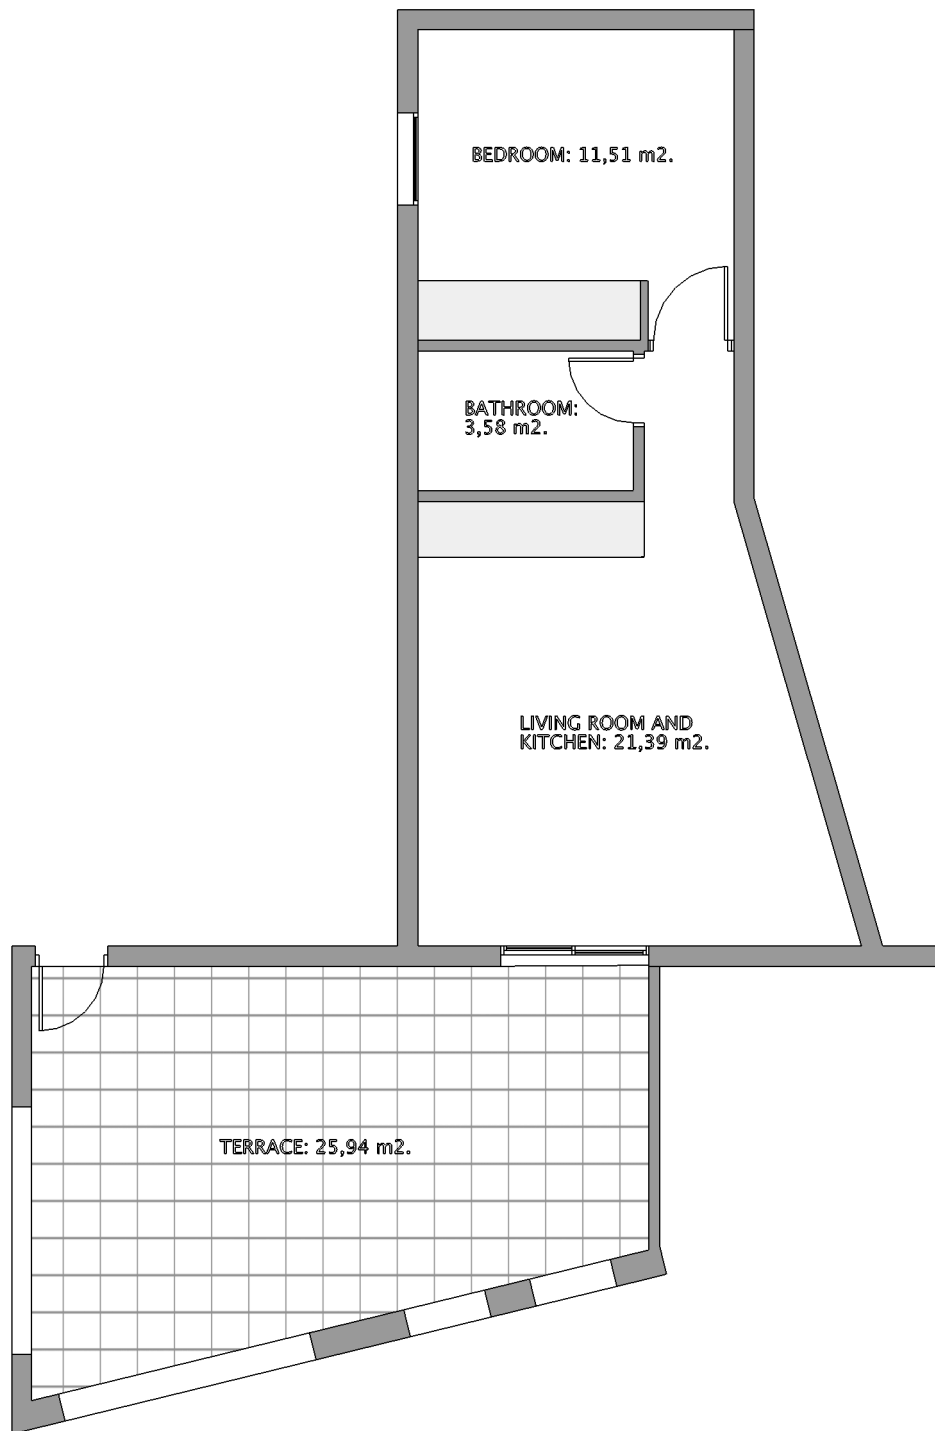 BEDROOM: 11,51 m2.
BATHROOM:
3,58 m2.
LIVING ROOM AND
KITCHEN: 21,39 m2.
TERRACE: 25,94 m2.